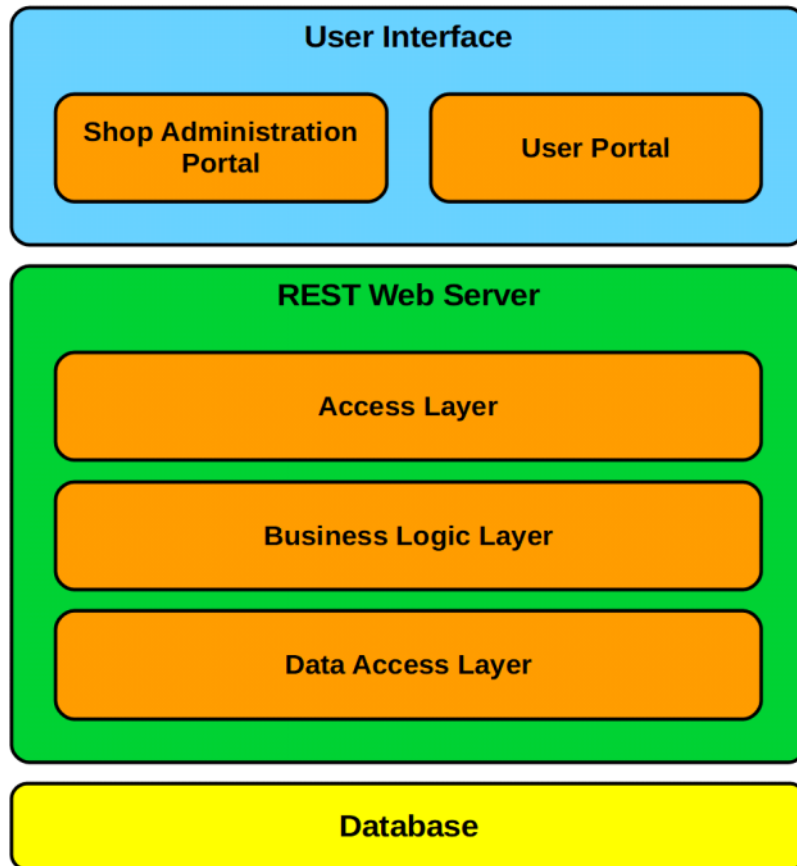 User Interface
Shop Administration
Portal
User Portal
REST Web Server
Access Layer
Business Logic Layer
Data Access Layer
Database